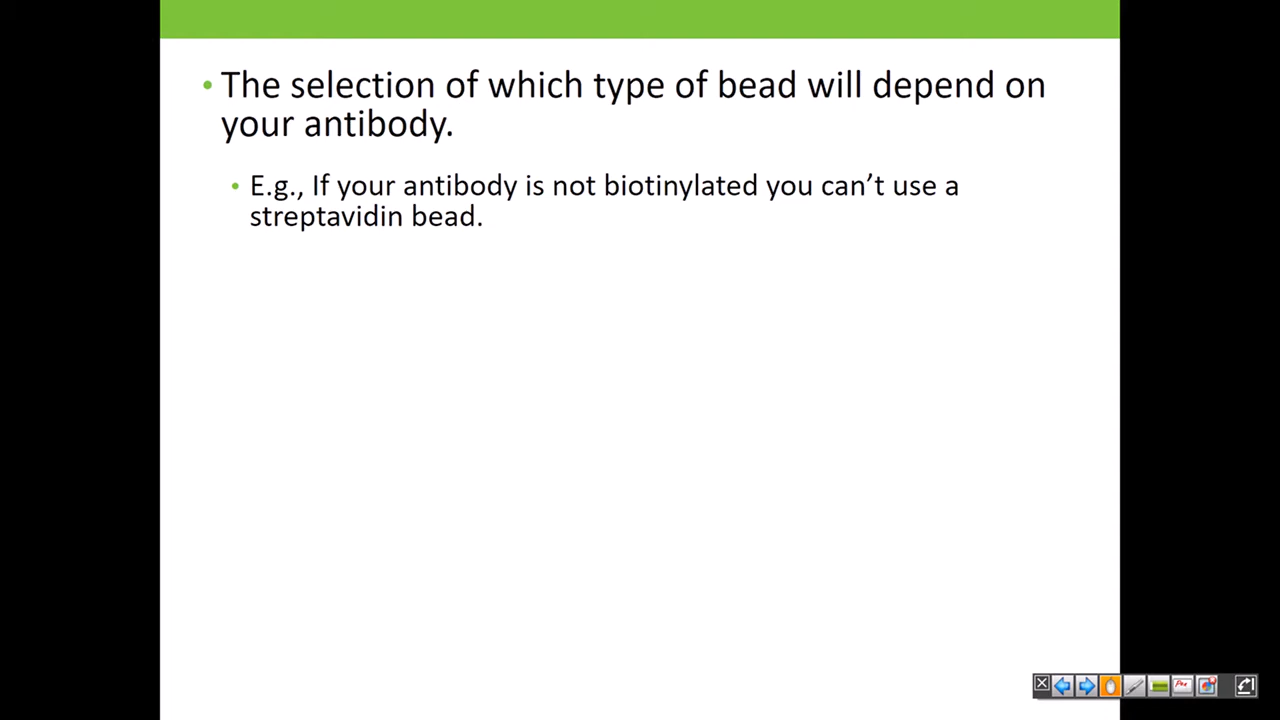 • The selection of which type of bead will depend on
your antibody.
• E.g., If your antibody is not biotinylated you can’t use a
streptavidin bead.